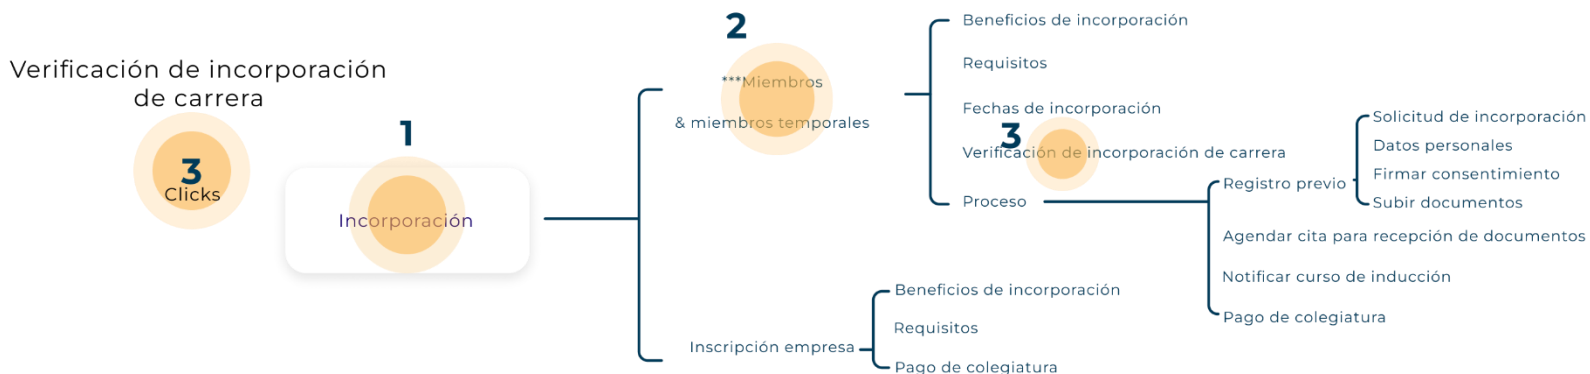 Verificación de incorporación
de carrera
3
Clicks
1
Incorporación
2
***Miembros
& miembros temporales
Beneficios de incorporación
Requisitos
Fechas de incorporación
3
Verificación de incorporación de carrera
Proceso
Registro previo
Solicitud de incorporación
Datos personales
Firmar consentimiento
Subir documentos
Agendar cita para recepción de documentos
Notificar curso de inducción
Pago de colegiatura
Inscripción empresa
Beneficios de incorporación
Requisitos
Pago de colegiatura